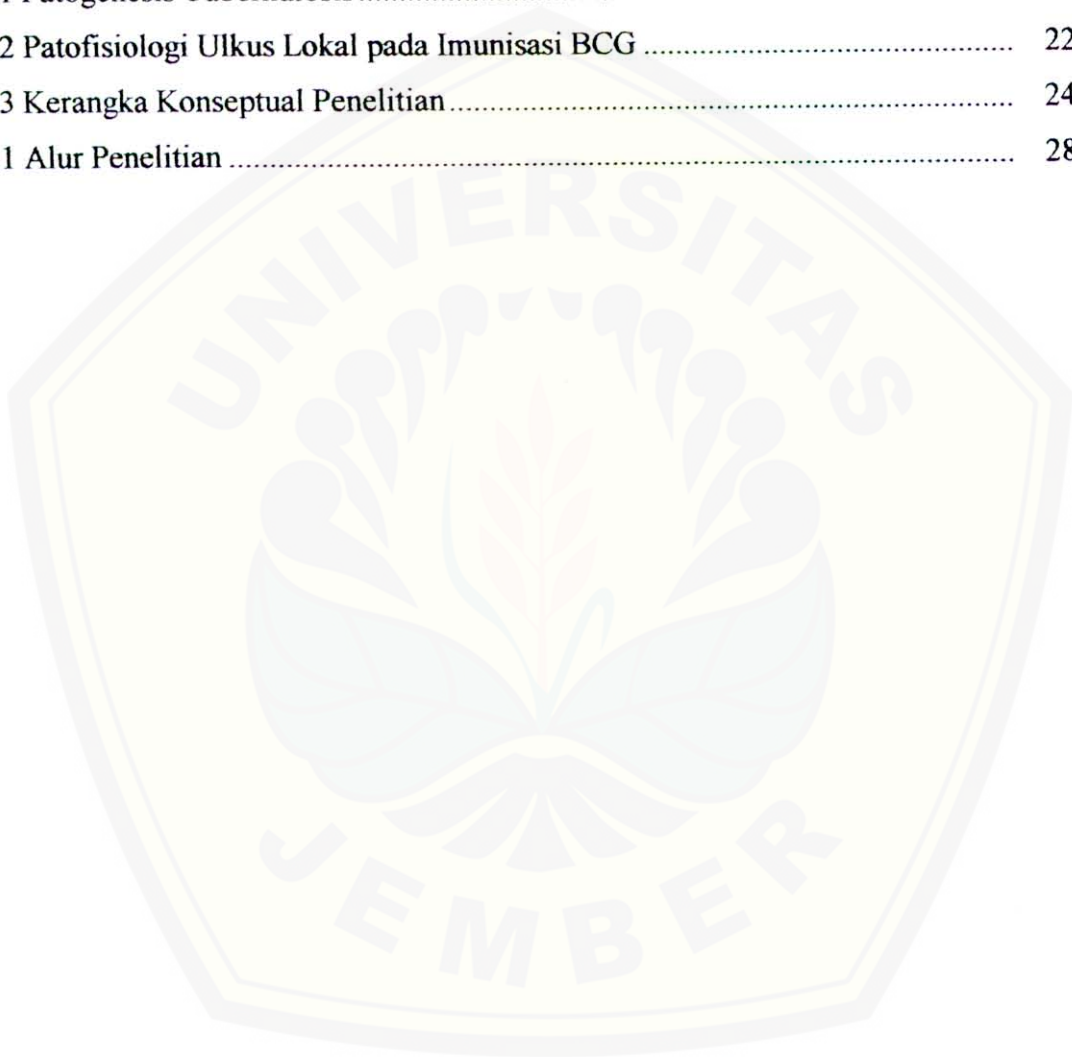 2 Patofisiologi Ulkus Lokal pada Imunisasi BCG ........................................ 22
3 Kerangka Konseptual Penelitian ........................................ 24
1 Alur Penelitian ........................................ 28
UNIVERSITAS
JEMBER